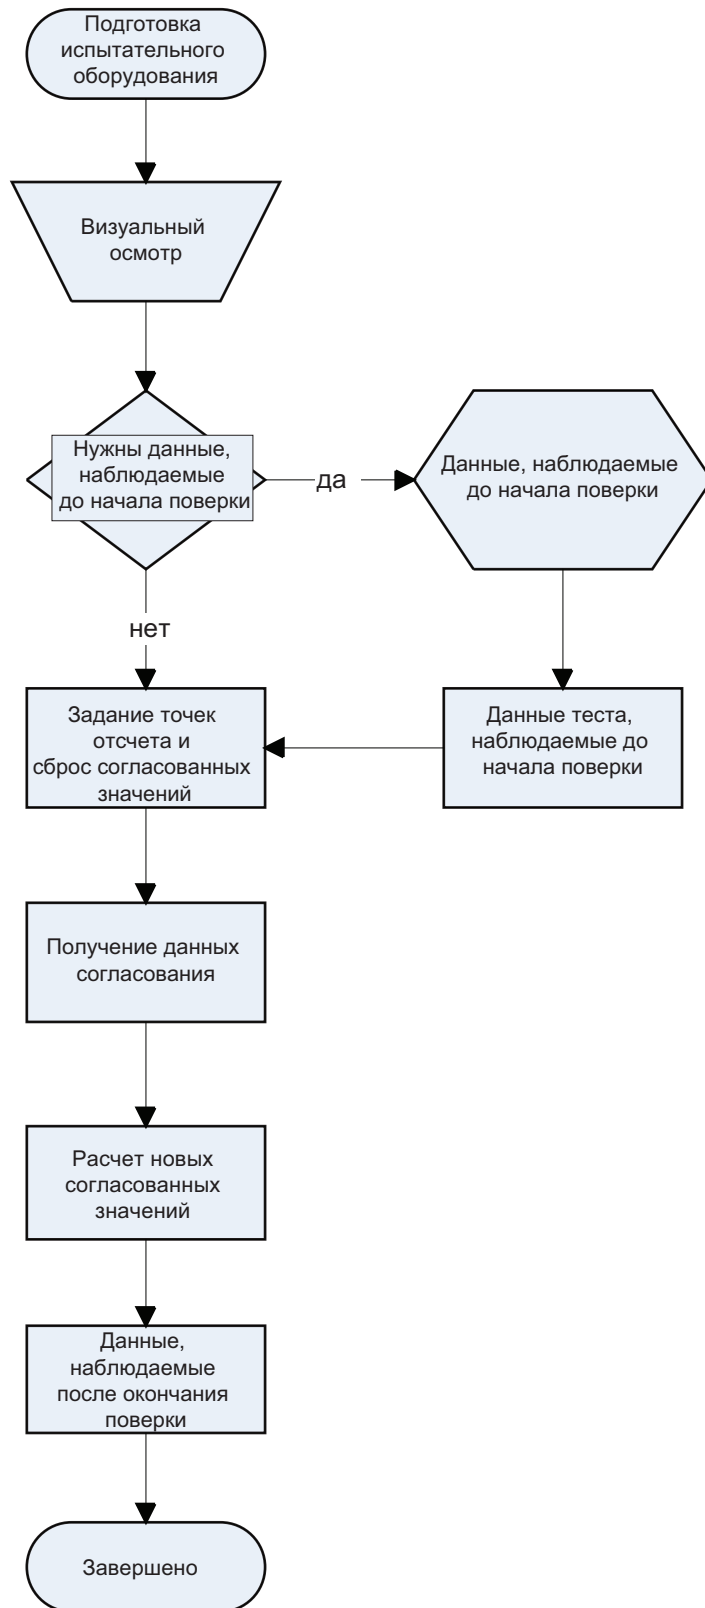 Подготовка
испытательного
оборудования
Визуальный
осмотр
Нужны данные,
наблюдаемые
до начала поверки
да
Данные, наблюдаемые
до начала поверки
нет
Задание точек
отсчета и
сброс согласованных
значений
Данные теста,
наблюдаемые до
начала поверки
Получение данных
согласования
Расчет новых
согласованных
значений
Данные,
наблюдаемые
после окончания
поверки
Завершено